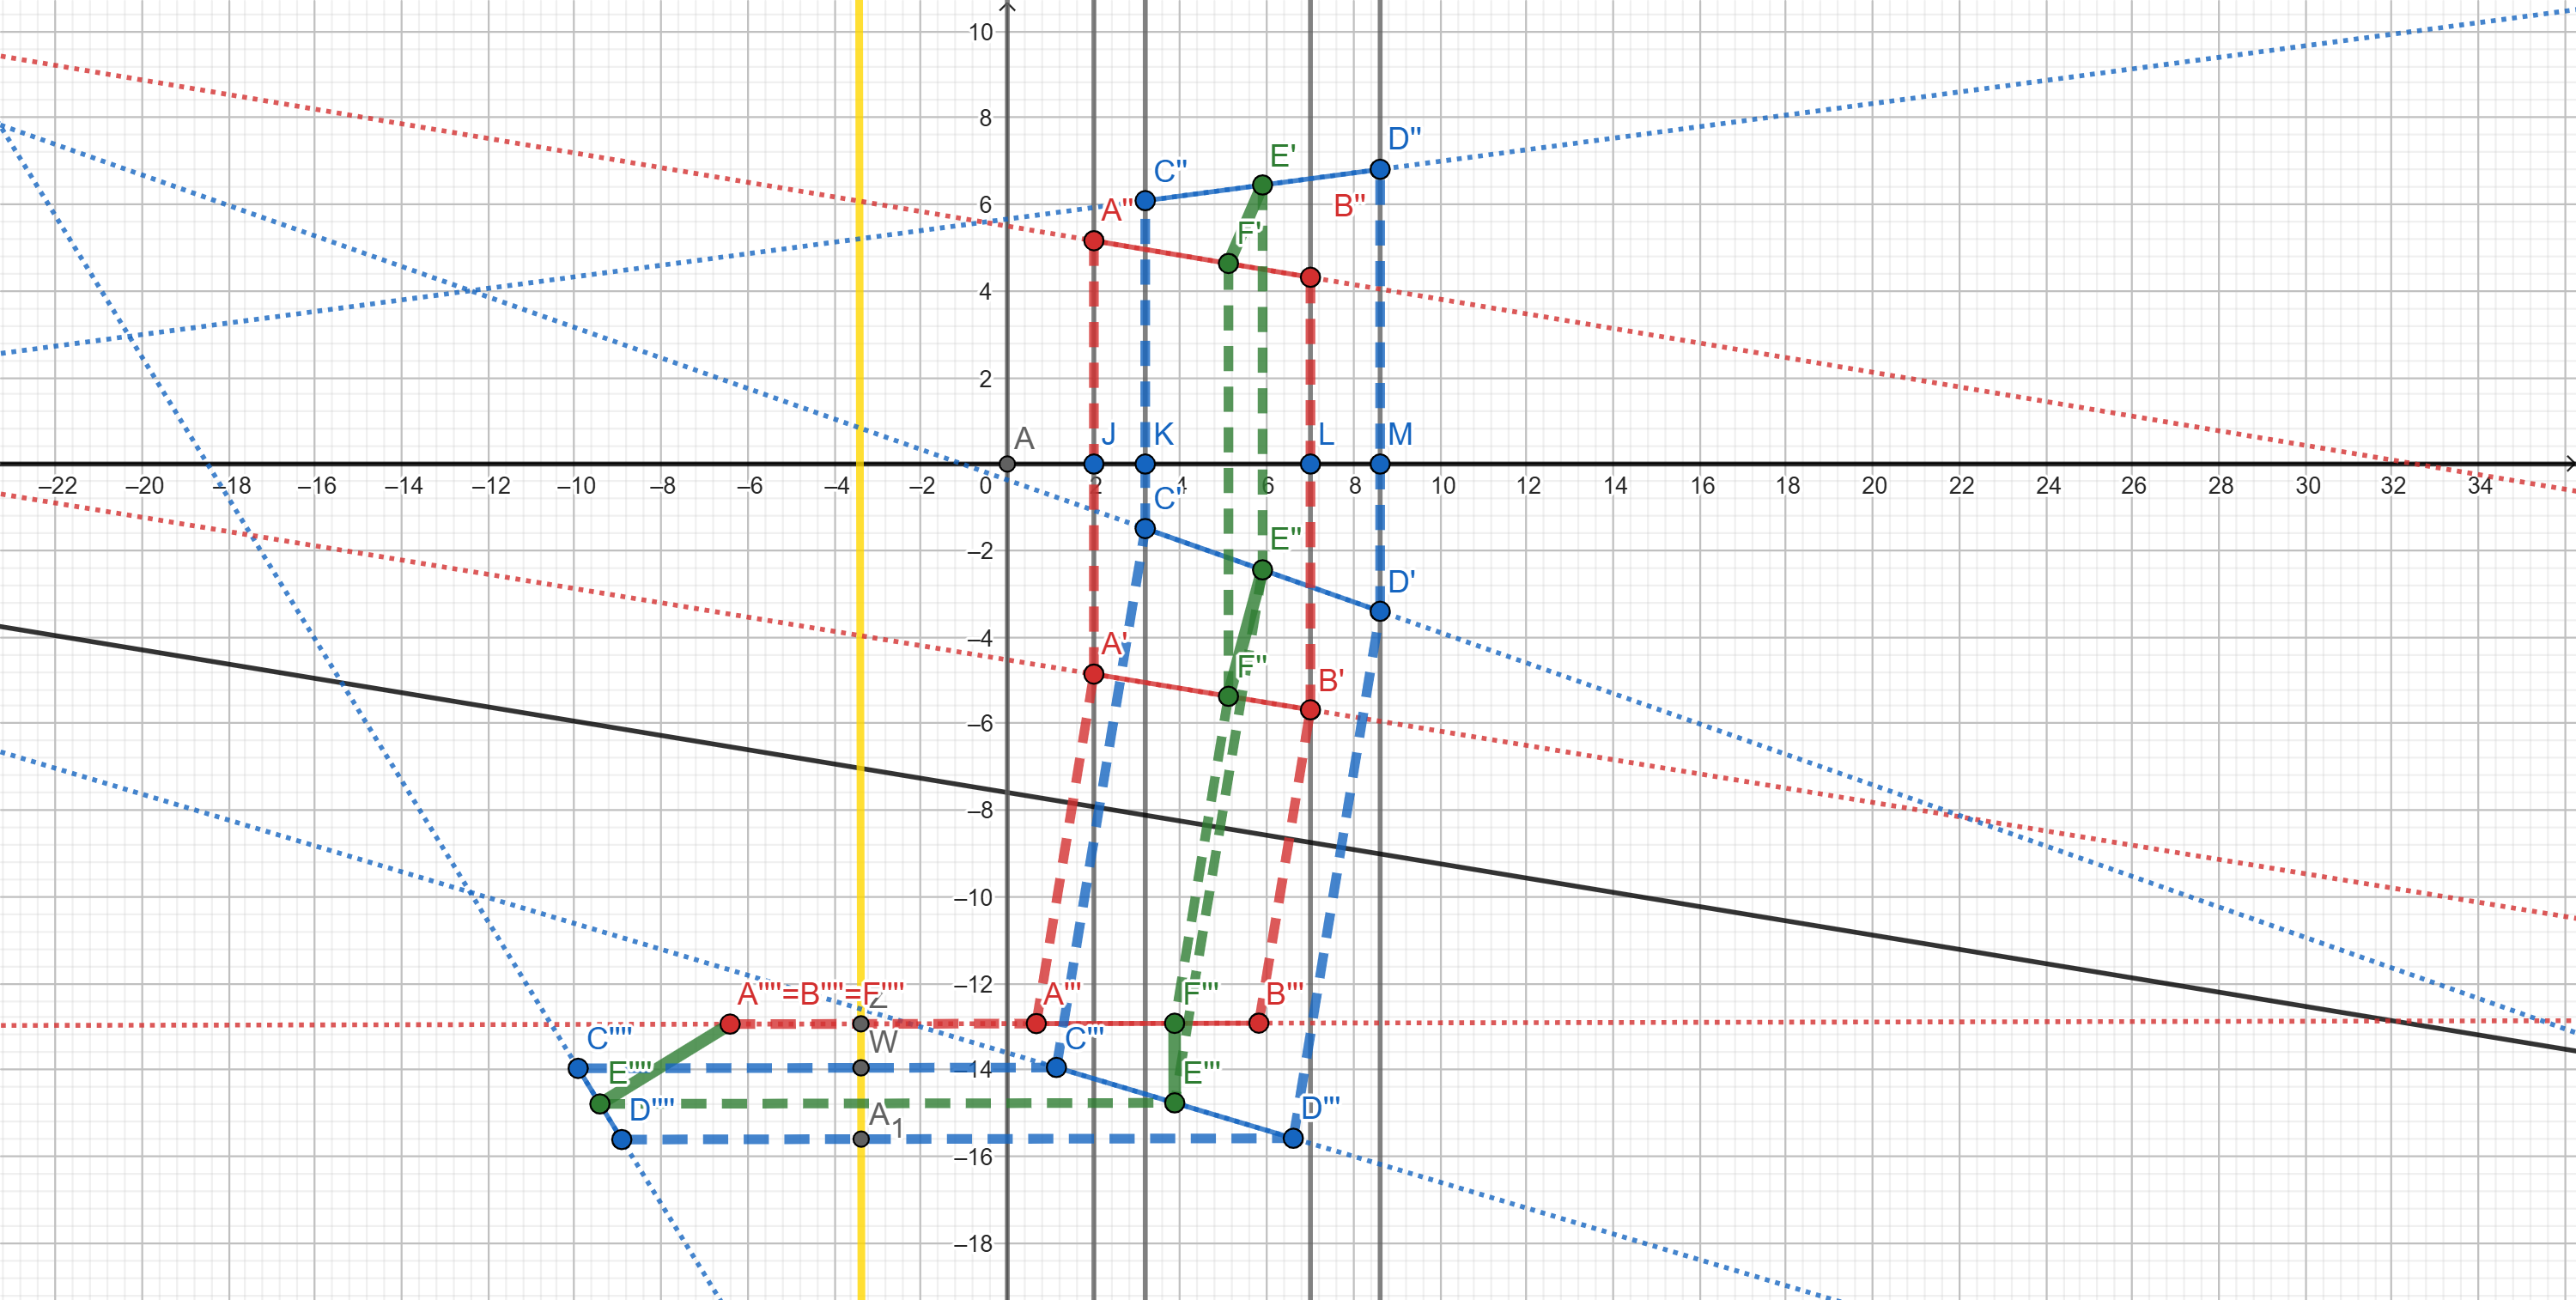 10
8
D"
C"
E'
6
A"
B"
F'
4
2
A
J
K
L
M
–22
–20
–18
–16
–14
–12
–10
–8
–6
–4
–2
0
2
4
6
8
10
12
14
16
18
20
22
24
26
28
30
32
34
C'
–2
E"
D'
–4
A'
F"
B'
–6
–8
–10
–12
A""=B""=F""
Z
A'"
F'"
B'"
C""
W
C'"
–14
E""
E'"
D""
A1
D'"
–16
–18